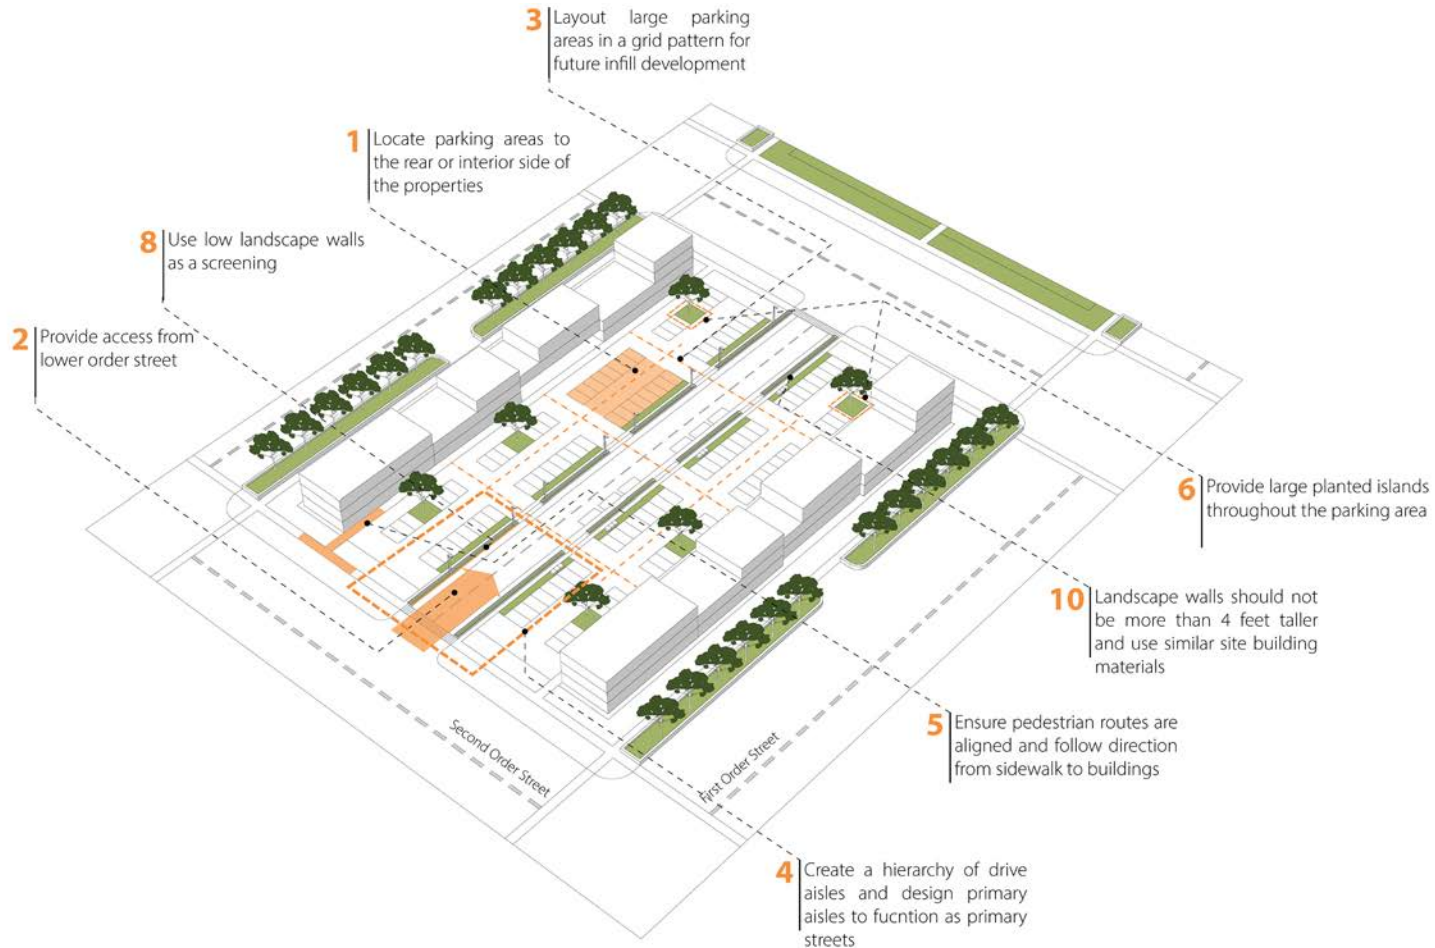 3 Layout large parking
areas in a grid pattern for
future infill development
1 Locate parking areas to
the rear or interior side of
the properties
8 Use low landscape walls
as a screening
2 Provide access from
lower order street
6 Provide large planted islands
throughout the parking area
10 Landscape walls should not
be more than 4 feet taller
and use similar site building
materials
5 Ensure pedestrian routes are
aligned and follow direction
from sidewalk to buildings
Second Order Street
First Order Street
4 Create a hierarchy of drive
aisles and design primary
aisles to fucntion as primary
streets